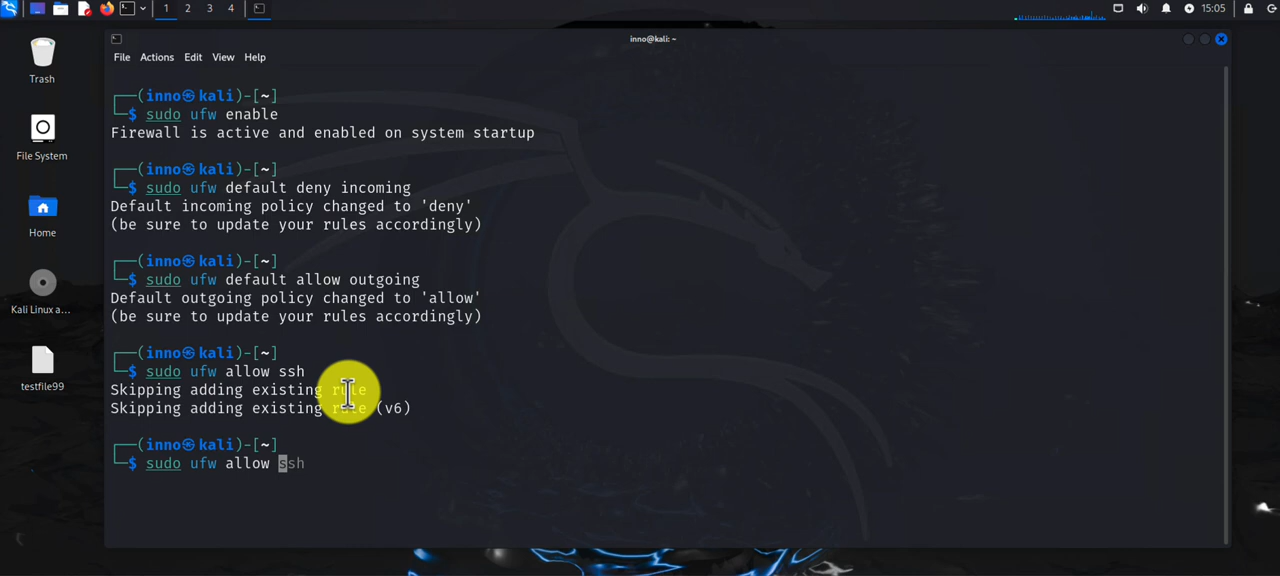 1 2 3 4
15:05
inno@kali: ~
File Actions Edit View Help
Trash
File System
Home
Kali Linux a...
testfile99
┌──(inno㉿kali)-[~]
└─$ sudo ufw enable
Firewall is active and enabled on system startup
┌──(inno㉿kali)-[~]
└─$ sudo ufw default deny incoming
Default incoming policy changed to 'deny'
(be sure to update your rules accordingly)
┌──(inno㉿kali)-[~]
└─$ sudo ufw default allow outgoing
Default outgoing policy changed to 'allow'
(be sure to update your rules accordingly)
┌──(inno㉿kali)-[~]
└─$ sudo ufw allow ssh
Skipping adding existing rule
Skipping adding existing rule (v6)
┌──(inno㉿kali)-[~]
└─$ sudo ufw allow ssh